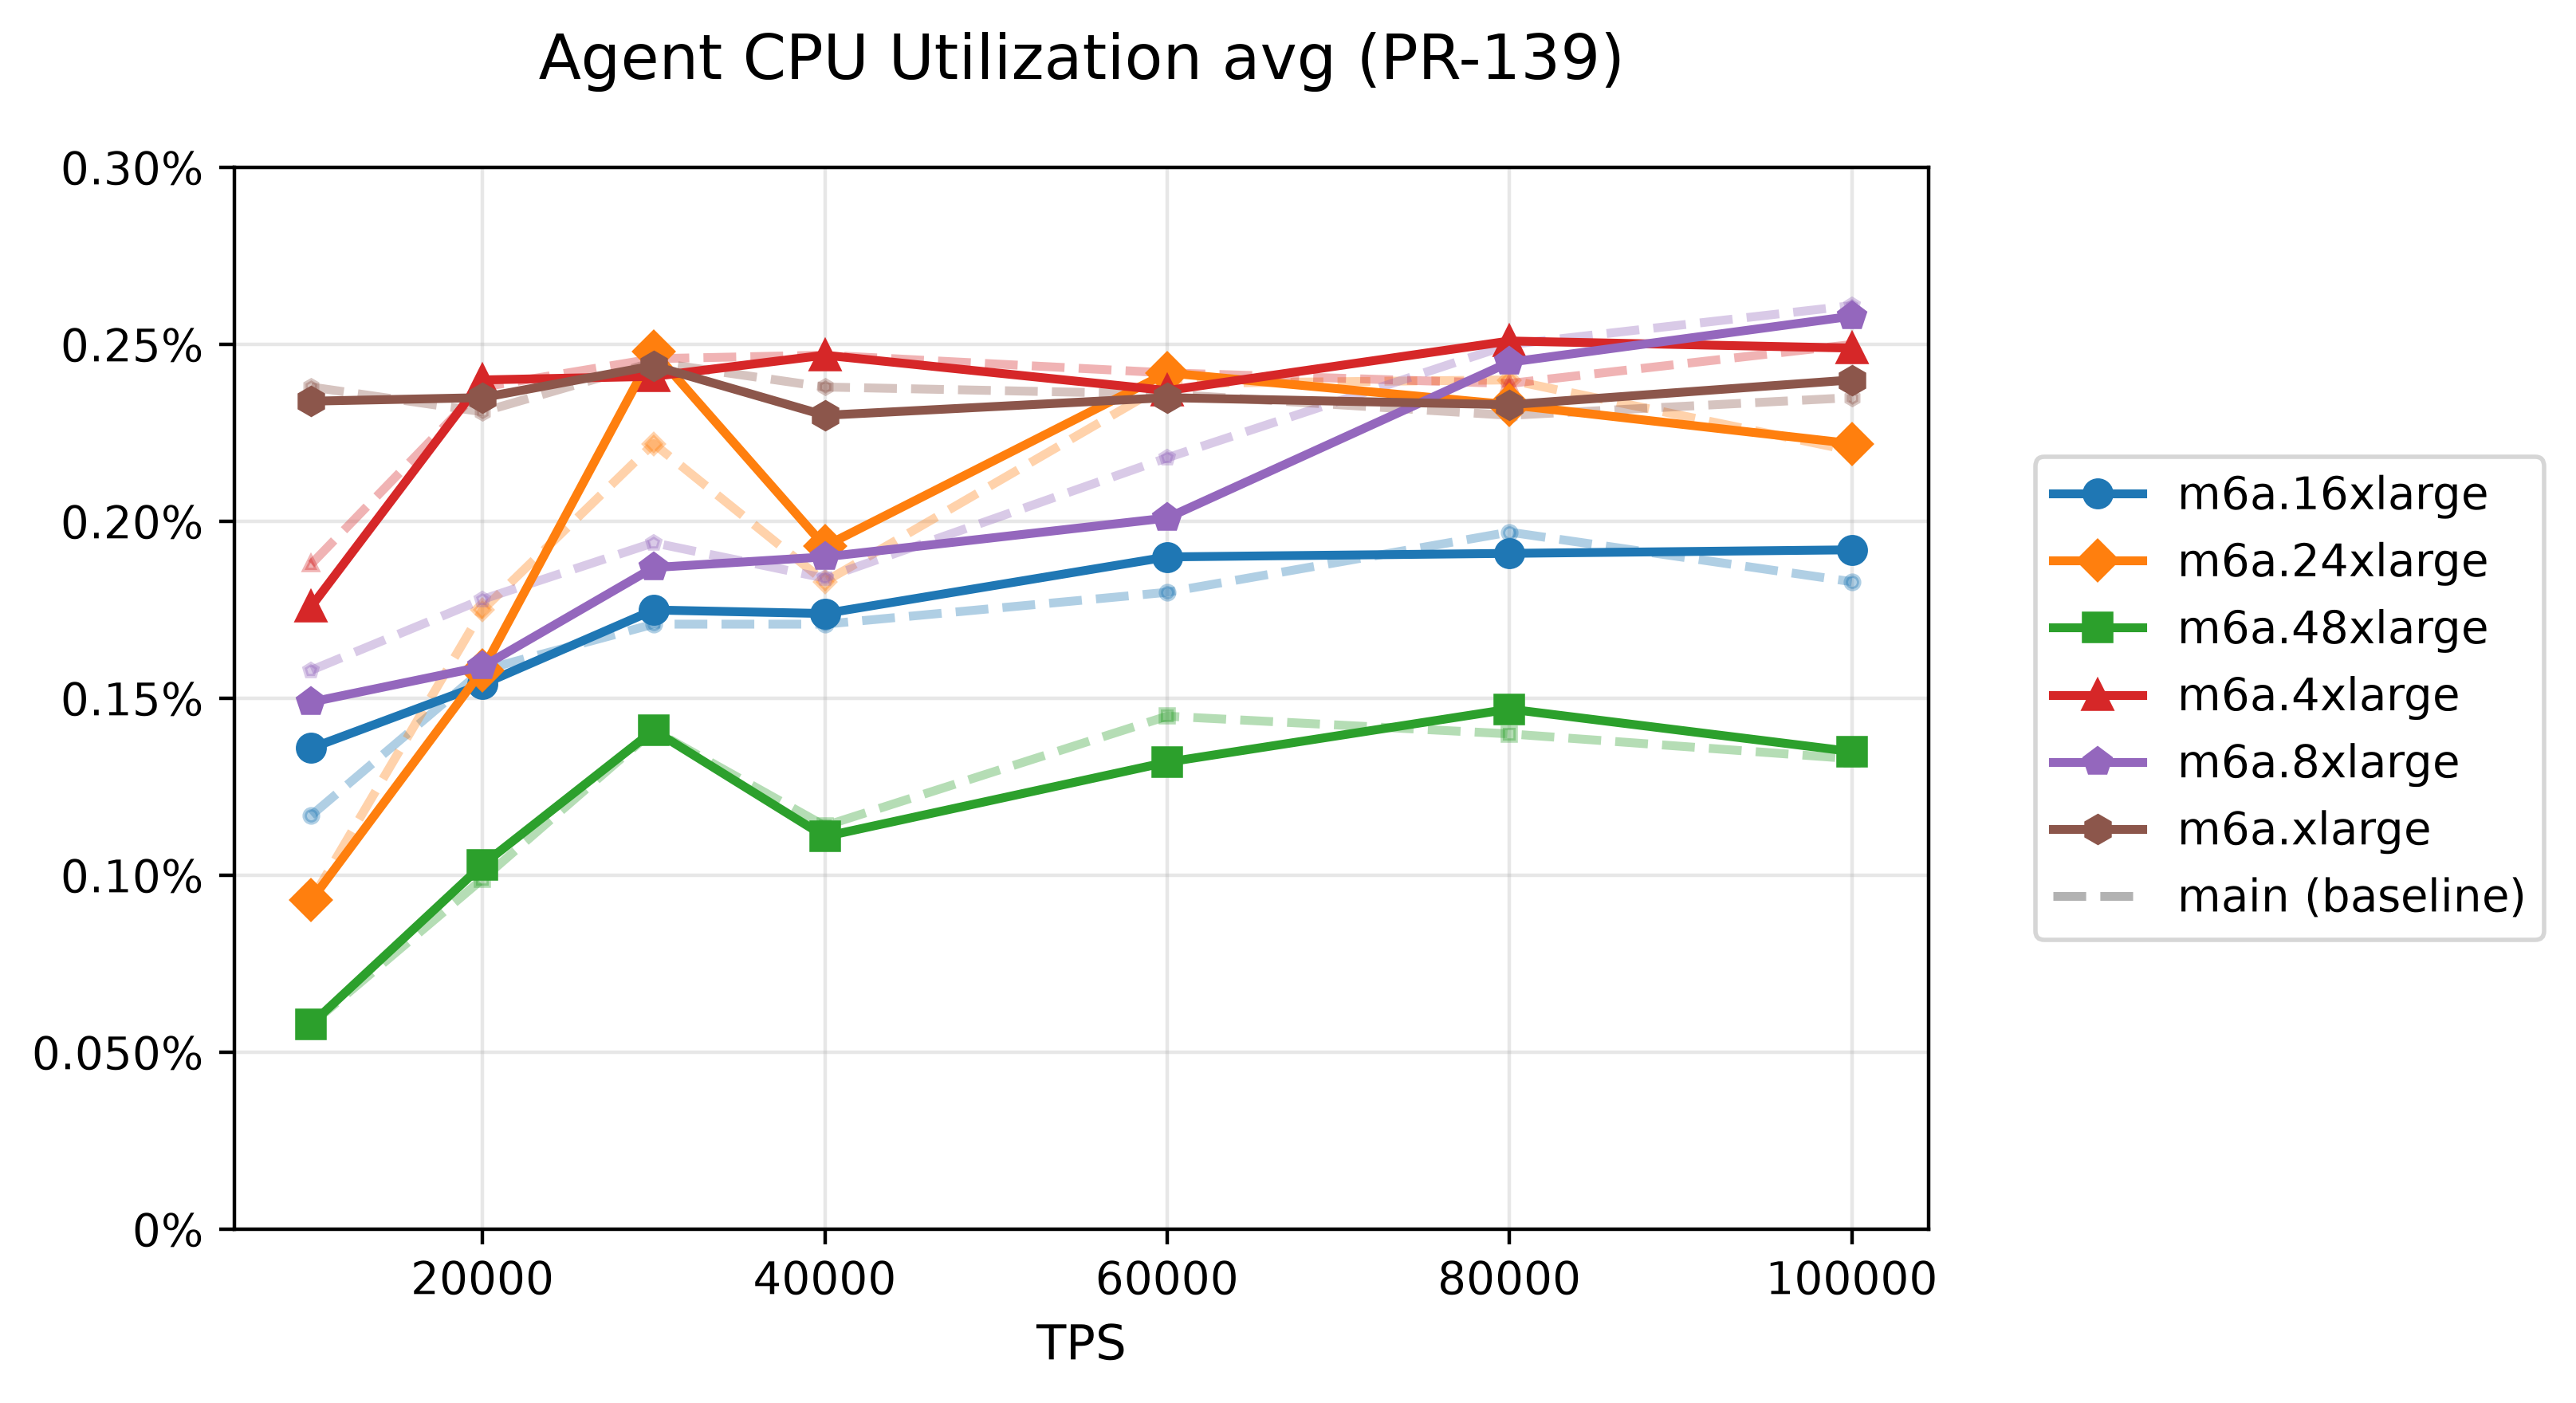 Agent CPU Utilization avg (PR-139)
0.30%
0.25%
0.20%
0.15%
0.10%
0.050%
0%
20000 40000 60000 80000 100000
TPS
m6a.16xlarge
m6a.24xlarge
m6a.48xlarge
m6a.4xlarge
m6a.8xlarge
m6a.xlarge
main (baseline)